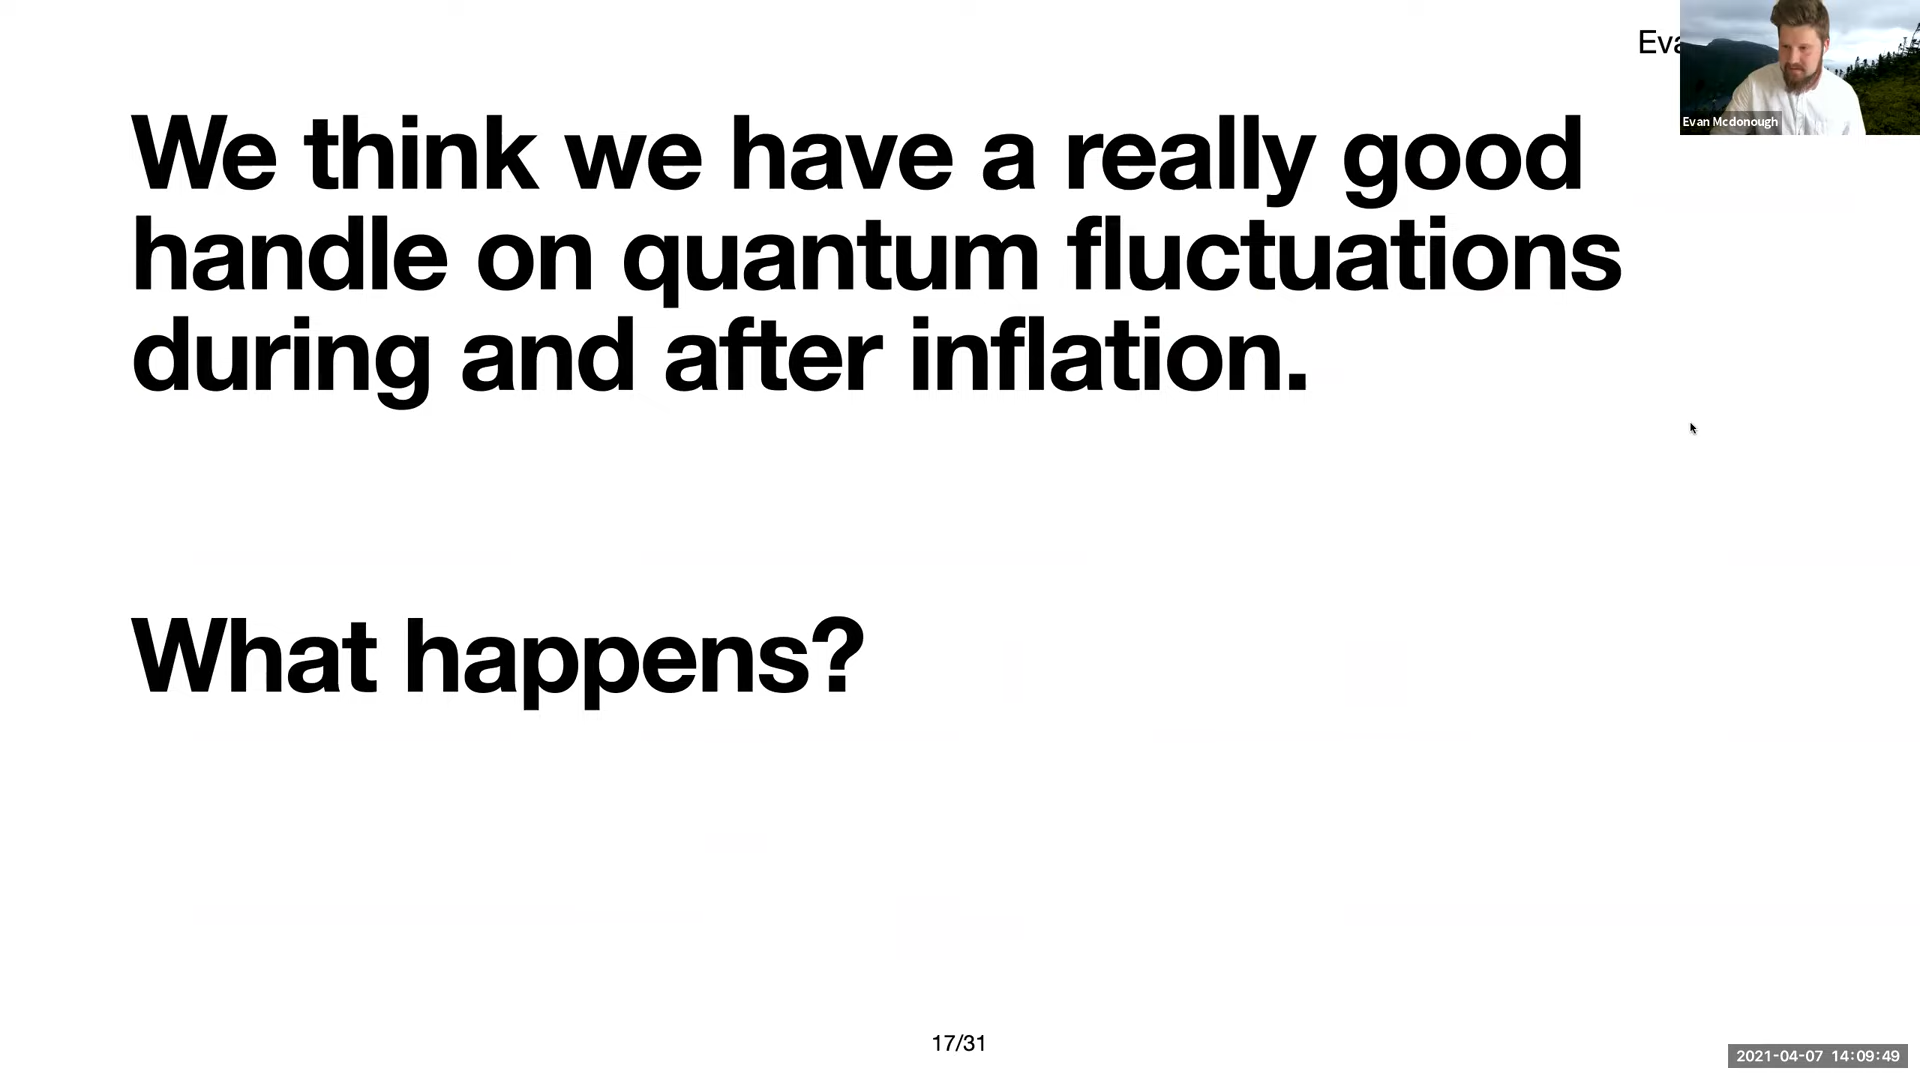 Eva
Evan Mcdonough
We think we have a really good
handle on quantum fluctuations
during and after inflation.
What happens?
17/31
2021-04-07 14:09:49